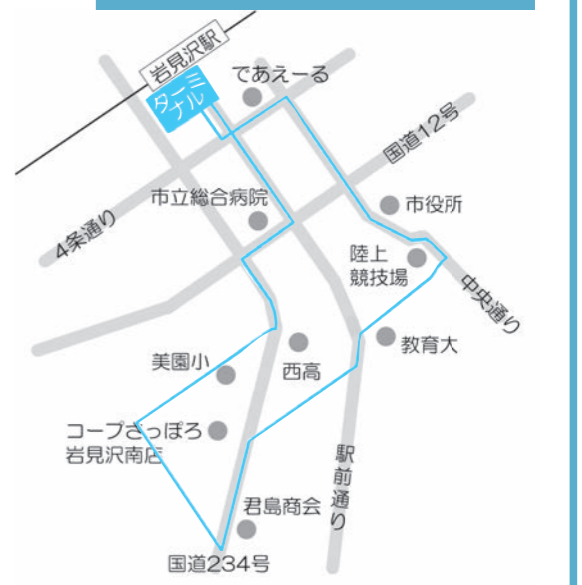 岩見沢駅
ターミ
ナル
であえーる
国道12号
市立総合病院
市役所
4条通り
陸上
競技場
中央通り
教育大
美園小
西高
コープさっぽろ
岩見沢南店
駅前通り
君島商会
国道234号